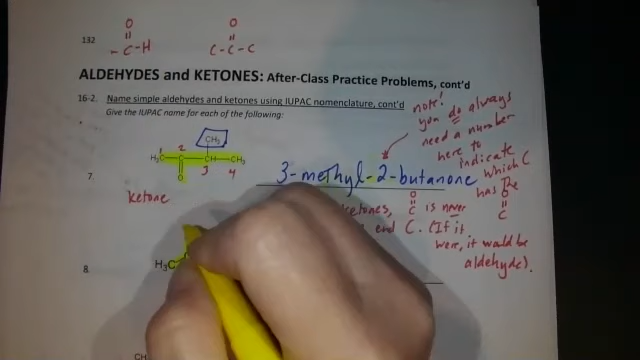 O O
132 - C - H C - C - C
ALDEHYDES and KETONES: After-Class Practice Problems, cont'd
16-2. Name simple aldehydes and ketones using IUPAC nomenclature, cont'd
Give the IUPAC name for each of the following:
note!
you do always
need a number
here to
indicate
which C
has the
O
C
CH₃
1 2
H₃C C CH CH₃
O 3 4
7. 3-methyl-2-butanone
ketone
ketones, C is never
end C. (If it
were, it would be
aldehyde).
8. H₃C
CH